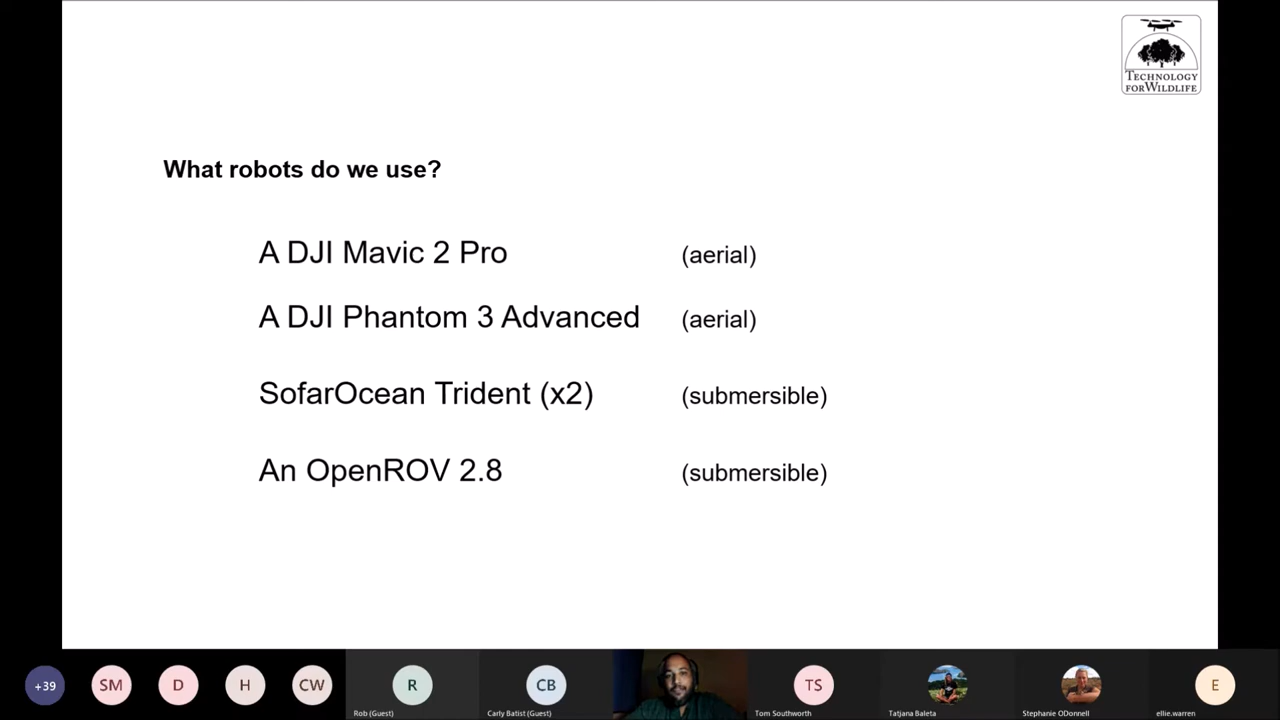 TECHNOLOGY
FORWILDLIFE
What robots do we use?
A DJI Mavic 2 Pro (aerial)
A DJI Phantom 3 Advanced (aerial)
SofarOcean Trident (x2) (submersible)
An OpenROV 2.8 (submersible)
+39 SM D H CW R CB TS E
Rob (Guest) Carly Batist (Guest) Tom Southworth Tatjana Baleta Stephanie ODonnell ellie.warren